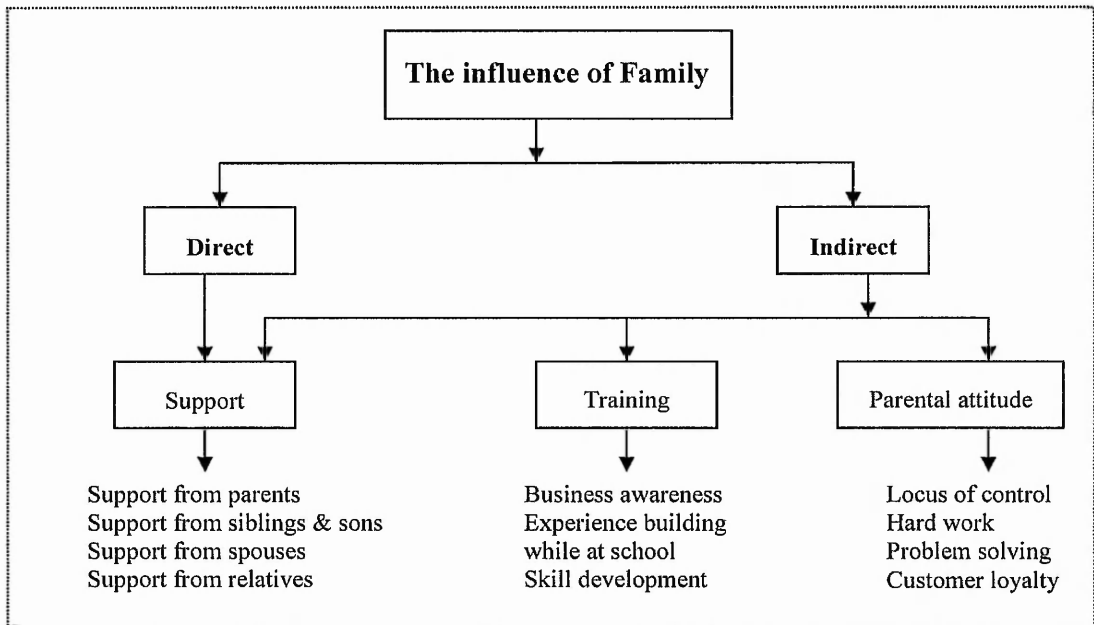 The influence of Family
Direct
Indirect
Support
Training
Parental attitude
Support from parents
Support from siblings & sons
Support from spouses
Support from relatives
Business awareness
Experience building
while at school
Skill development
Locus of control
Hard work
Problem solving
Customer loyalty